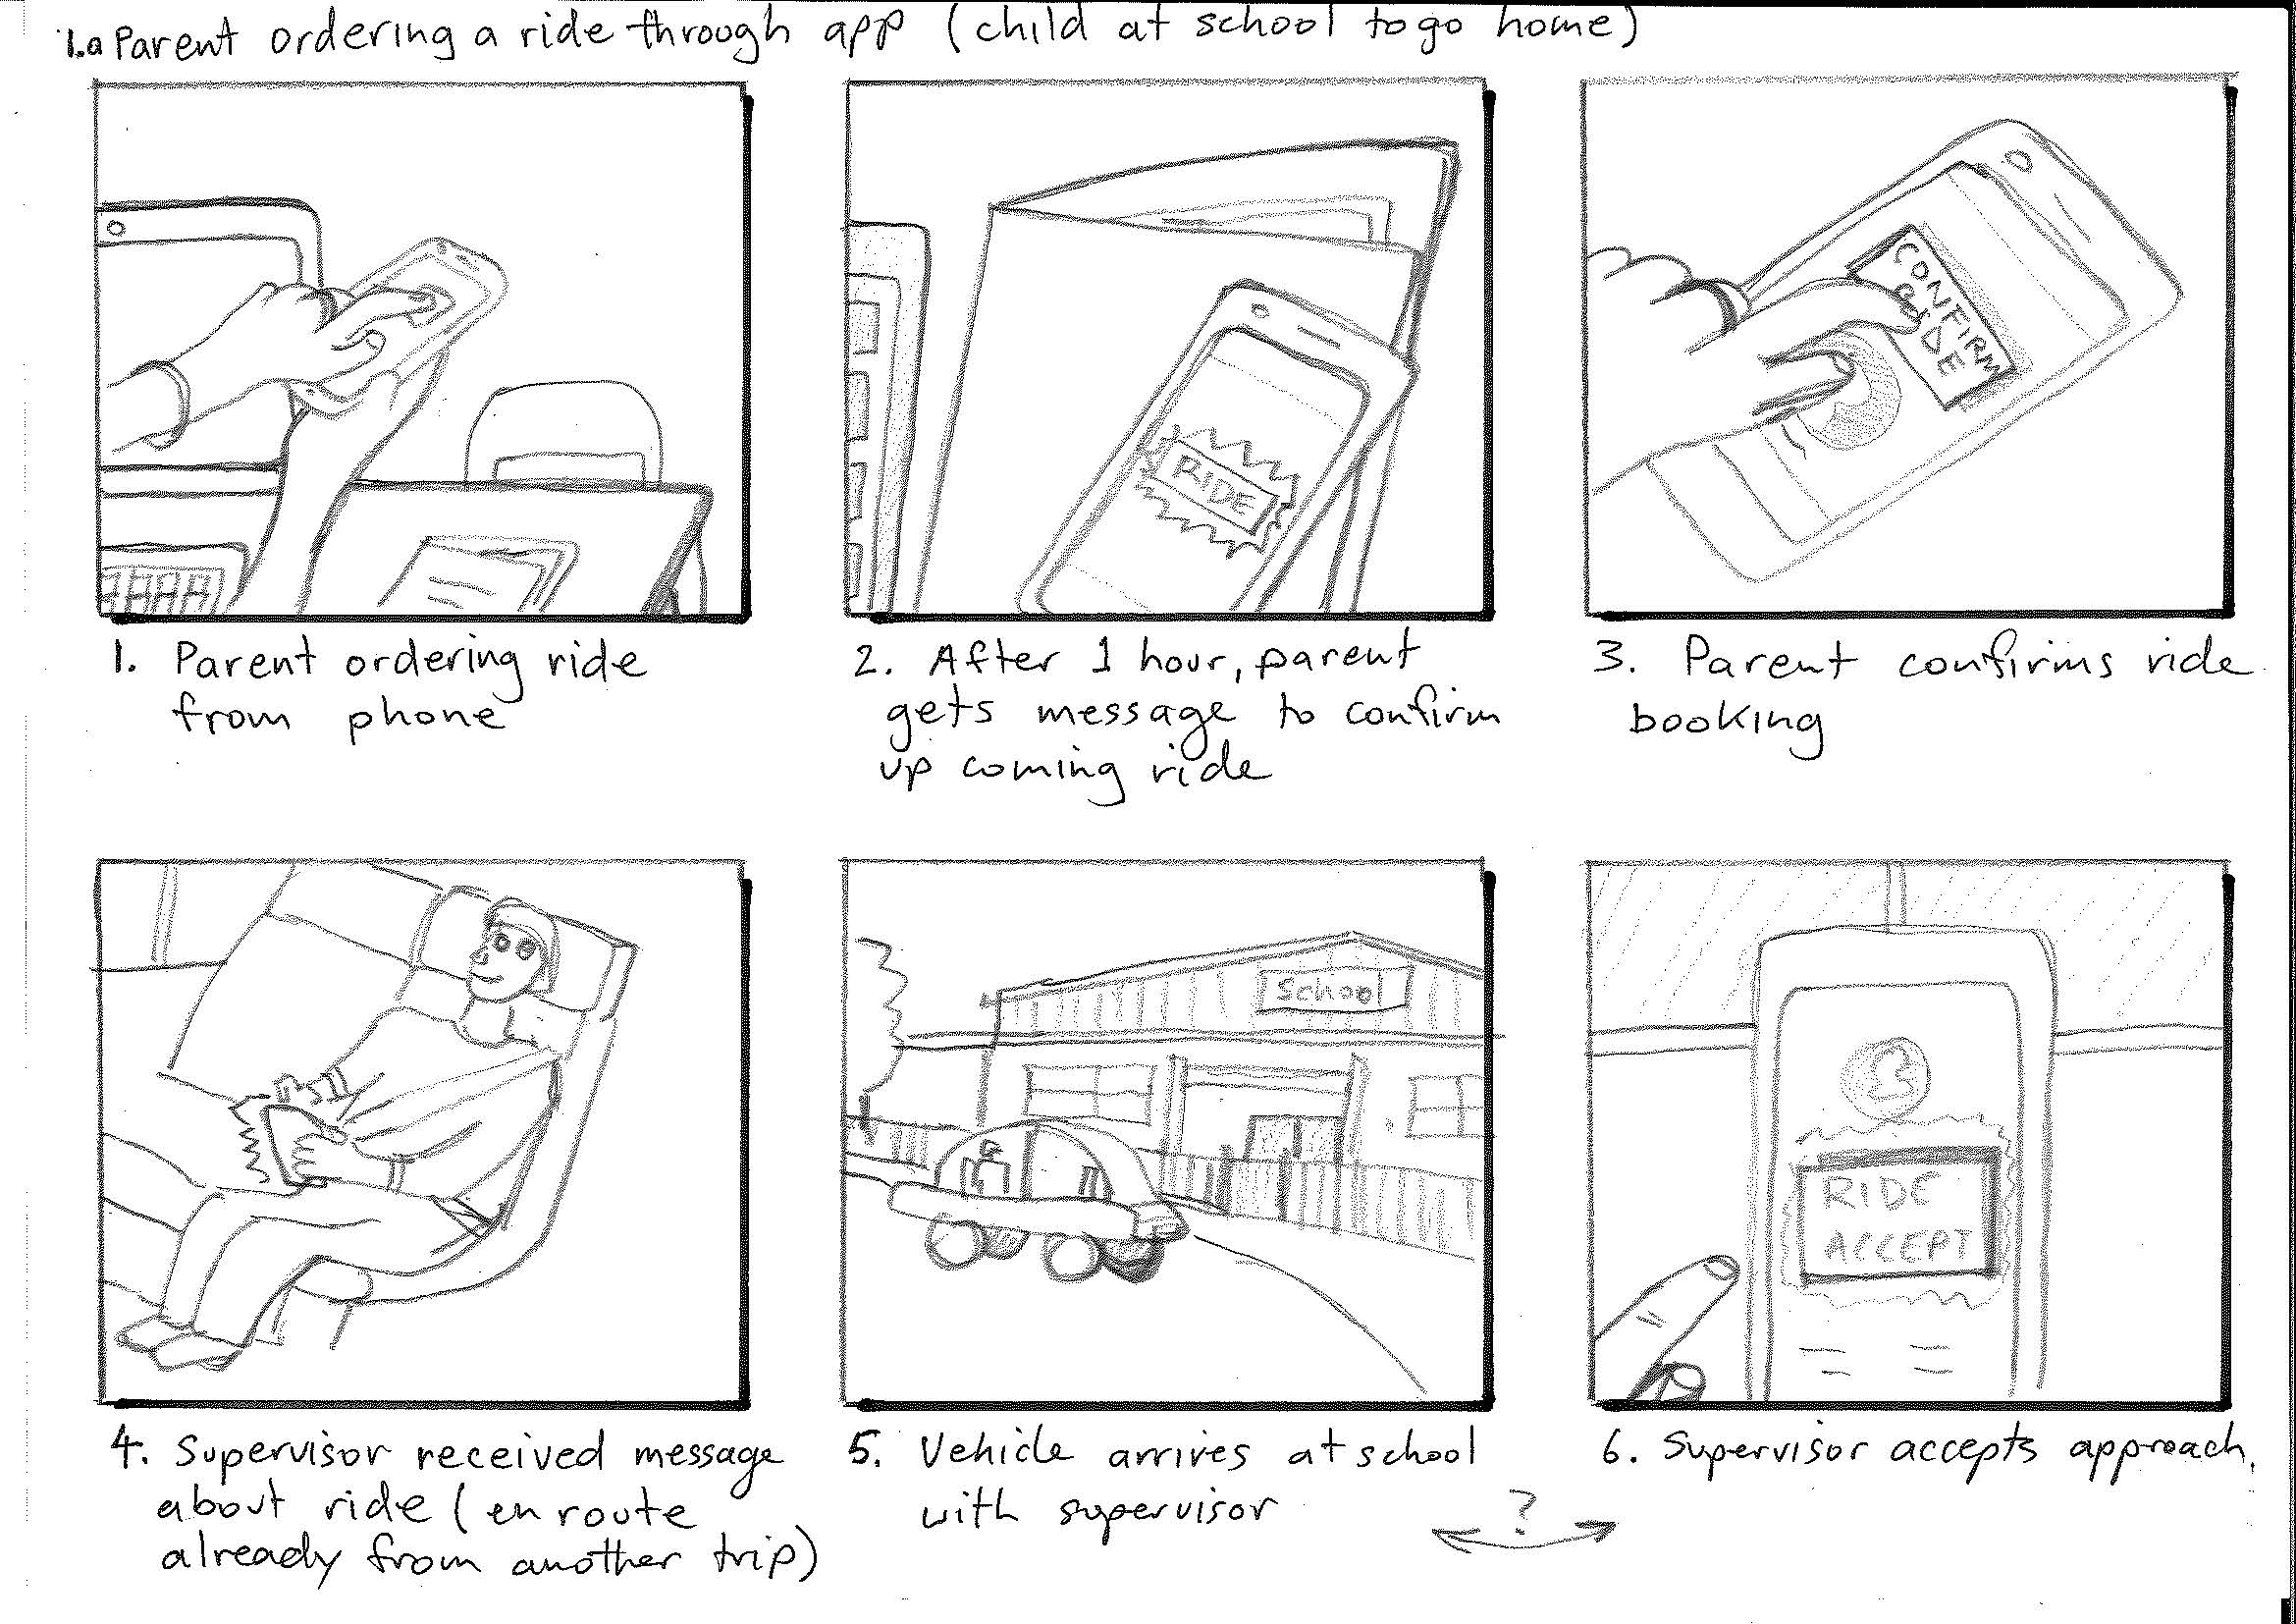 1.a Parent ordering a ride through app (child at school to go home)
RIDE
CONFIRM
RIDE
1. Parent ordering ride
from phone
2. After 1 hour, parent
gets message to confirm
up coming ride
3. Parent confirms ride
booking
School
RIDE
ACCEPT
4. Supervisor received message
about ride (en route
already from another trip)
5. Vehicle arrives at school
with supervisor
?
6. Supervisor accepts approach.